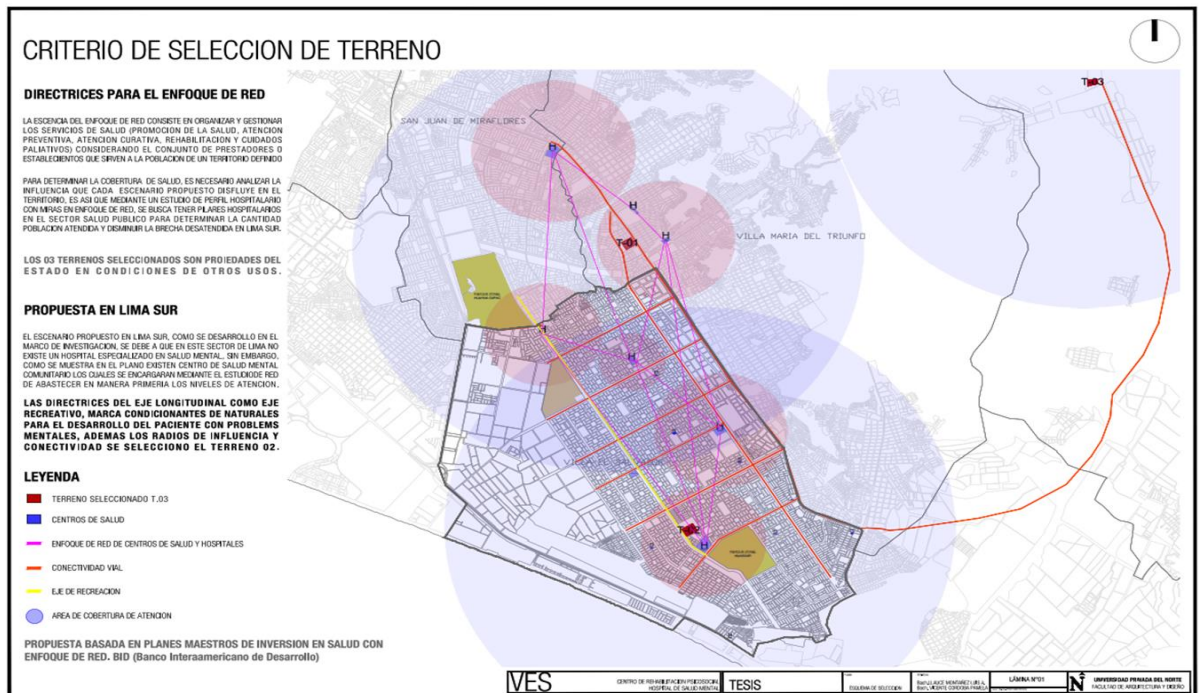 CRITERIO DE SELECCION DE TERRENO
DIRECTRICES PARA EL ENFOQUE DE RED
LA ESCENCIA DEL ENFOQUE DE RED CONSISTE EN ORGANIZAR Y GESTIONAR
LOS SERVICIOS DE SALUD (PROMOCION DE LA SALUD, ATENCION
PREVENTIVA, ATENCION CURATIVA, REHABILITACION Y CUIDADOS
PALIATIVOS) CONSIDERANDO EL CONJUNTO DE PRESTADORES O
ESTABLECIENTOS QUE SIRVEN A LA POBLACION DE UN TERRITORIO DEFINIDO
PARA DETERMINAR LA COBERTURA DE SALUD, ES NECESARIO ANALIZAR LA
INFLUENCIA QUE CADA ESCENARIO PROPUESTO DISFLUYE EN EL
TERRITORIO, ES ASI QUE MEDIANTE UN ESTUDIO DE PERFIL HOSPITALARIO
CON MIRAS EN ENFOQUE DE RED, SE BUSCA TENER PILARES HOSPITALARIOS
EN EL SECTOR SALUD PUBLICO PARA DETERMINAR LA CANTIDAD
POBLACION ATENDIDA Y DISMINUIR LA BRECHA DESATENDIDA EN LIMA SUR.
LOS 03 TERRENOS SELECCIONADOS SON PROIEDADES DEL
ESTADO EN CONDICIONES DE OTROS USOS.
PROPUESTA EN LIMA SUR
EL ESCENARIO PROPUESTO EN LIMA SUR, COMO SE DESARROLLO EN EL
MARCO DE INVESTIGACION, SE DEBE A QUE EN ESTE SECTOR DE LIMA NO
EXISTE UN HOSPITAL ESPECIALIZADO EN SALUD MENTAL, SIN EMBARGO,
COMO SE MUESTRA EN EL PLANO EXISTEN CENTRO DE SALUD MENTAL
COMUNITARIO LOS CUALES SE ENCARGARAN MEDIANTE EL ESTUDIODE RED
DE ABASTECER EN MANERA PRIMERIA LOS NIVELES DE ATENCION.
LAS DIRECTRICES DEL EJE LONGITUDINAL COMO EJE
RECREATIVO, MARCA CONDICIONANTES DE NATURALES
PARA EL DESARROLLO DEL PACIENTE CON PROBLEMS
MENTALES, ADEMAS LOS RADIOS DE INFLUENCIA Y
CONECTIVIDAD SE SELECCIONO EL TERRENO 02.
LEYENDA
TERRENO SELECCIONADO T.03
CENTROS DE SALUD
ENFOQUE DE RED DE CENTROS DE SALUD Y HOSPITALES
CONECTIVIDAD VIAL
EJE DE RECREACION
AREA DE COBERTURA DE ATENCION
PROPUESTA BASADA EN PLANES MAESTROS DE INVERSION EN SALUD CON
ENFOQUE DE RED. BID (Banco Interaamericano de Desarrollo)
T-03
SAN JUAN DE MIRAFLORES
H
H
T-01
H
VILLA MARIA DEL TRIUNFO
H
H
H
T-02
H
VES
CENTRO DE REHABILITACION PSICOSOCIAL
HOSPITAL DE SALUD MENTAL
TESIS
ESQUEMA DE SELECCION
LÁMINA N°01
N
UNIVERSIDAD PRIVADA DEL NORTE
FACULTAD DE ARQUITECTURA Y DISEÑO